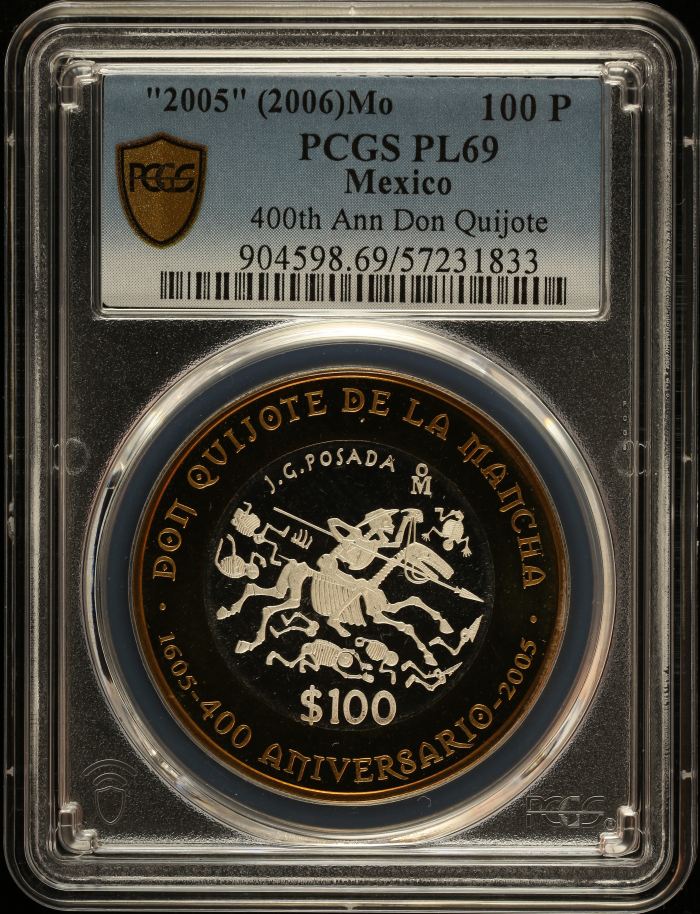 "2005" (2006)Mo 100 P
PCGS PL69
Mexico
400th Ann Don Quijote
904598.69/57231833
PCGS
DON QUIJOTE DE LA MANCHA
J.G.POSADA
oM
$100
1605-400 ANIVERSARIO-2005
PCGS